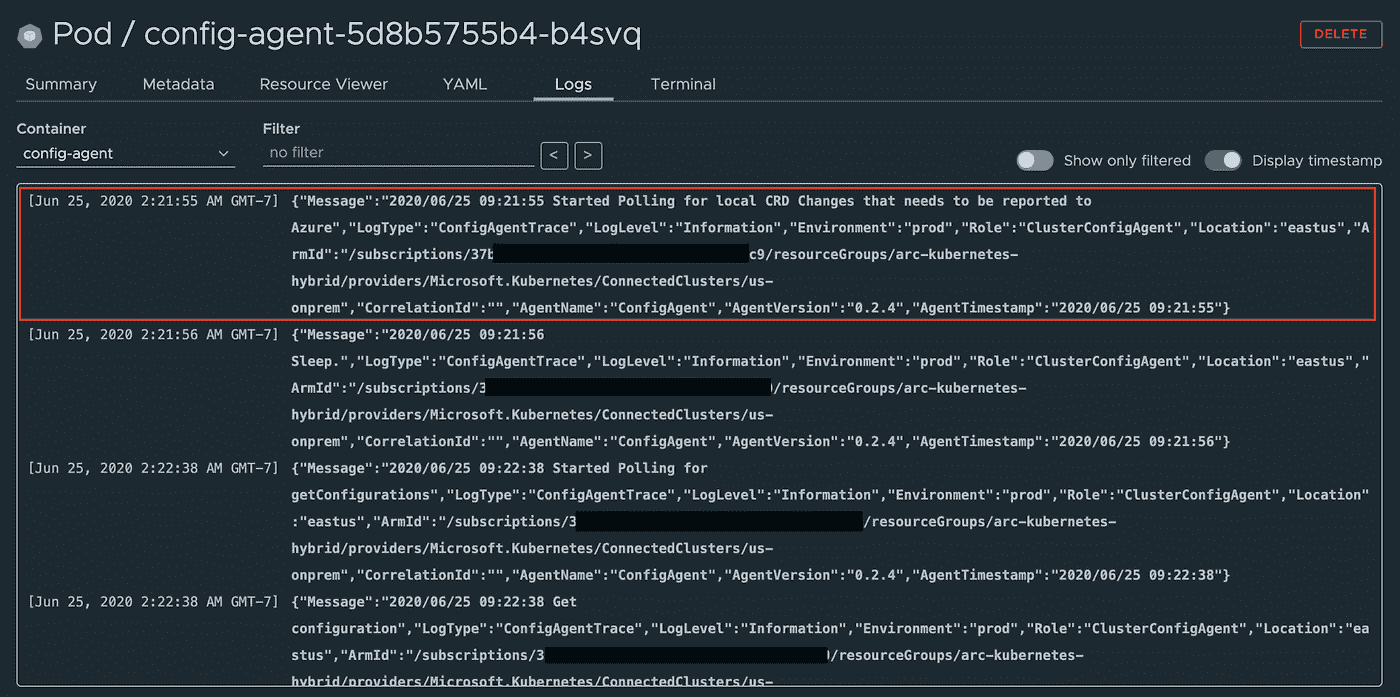 Pod / config-agent-5d8b5755b4-b4svq
DELETE
Summary Metadata Resource Viewer YAML Logs Terminal
Container
config-agent
Filter
no filter
< >
Show only filtered Display timestamp
[Jun 25, 2020 2:21:55 AM GMT-7] {"Message":"2020/06/25 09:21:55 Started Polling for local CRD Changes that needs to be reported to
Azure","LogType":"ConfigAgentTrace","LogLevel":"Information","Environment":"prod","Role":"ClusterConfigAgent","Location":"eastus","A
rmId":"/subscriptions/37b c9/resourceGroups/arc-kubernetes-
hybrid/providers/Microsoft.Kubernetes/ConnectedClusters/us-
onprem","CorrelationId":"","AgentName":"ConfigAgent","AgentVersion":"0.2.4","AgentTimestamp":"2020/06/25 09:21:55"}
[Jun 25, 2020 2:21:56 AM GMT-7] {"Message":"2020/06/25 09:21:56
Sleep.","LogType":"ConfigAgentTrace","LogLevel":"Information","Environment":"prod","Role":"ClusterConfigAgent","Location":"eastus","
ArmId":"/subscriptions/3 /resourceGroups/arc-kubernetes-
hybrid/providers/Microsoft.Kubernetes/ConnectedClusters/us-
onprem","CorrelationId":"","AgentName":"ConfigAgent","AgentVersion":"0.2.4","AgentTimestamp":"2020/06/25 09:21:56"}
[Jun 25, 2020 2:22:38 AM GMT-7] {"Message":"2020/06/25 09:22:38 Started Polling for
getConfigurations","LogType":"ConfigAgentTrace","LogLevel":"Information","Environment":"prod","Role":"ClusterConfigAgent","Location"
:"eastus","ArmId":"/subscriptions/3 /resourceGroups/arc-kubernetes-
hybrid/providers/Microsoft.Kubernetes/ConnectedClusters/us-
onprem","CorrelationId":"","AgentName":"ConfigAgent","AgentVersion":"0.2.4","AgentTimestamp":"2020/06/25 09:22:38"}
[Jun 25, 2020 2:22:38 AM GMT-7] {"Message":"2020/06/25 09:22:38 Get
configuration","LogType":"ConfigAgentTrace","LogLevel":"Information","Environment":"prod","Role":"ClusterConfigAgent","Location":"ea
stus","ArmId":"/subscriptions/3 /resourceGroups/arc-kubernetes-
hybrid/providers/Microsoft.Kubernetes/ConnectedClusters/us-